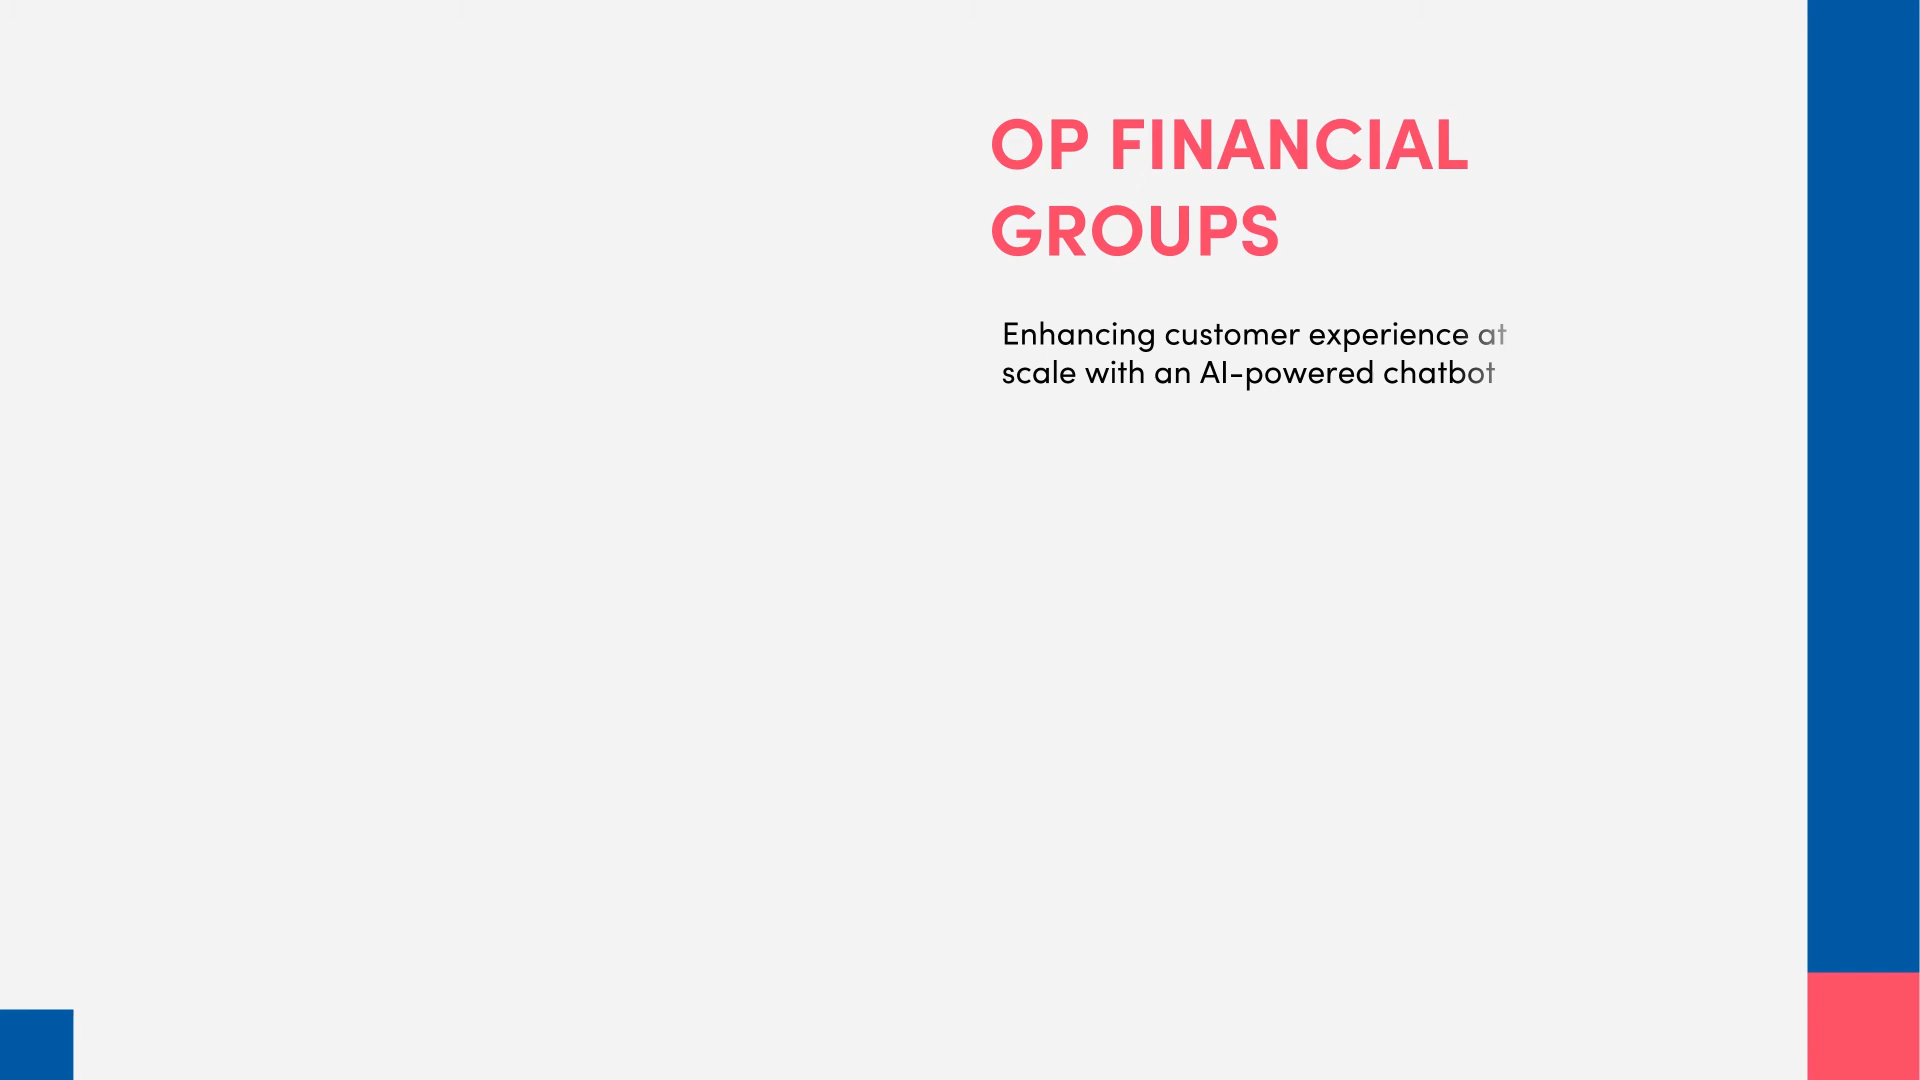 OP FINANCIAL
GROUPS
Enhancing customer experience at
scale with an AI-powered chatbot